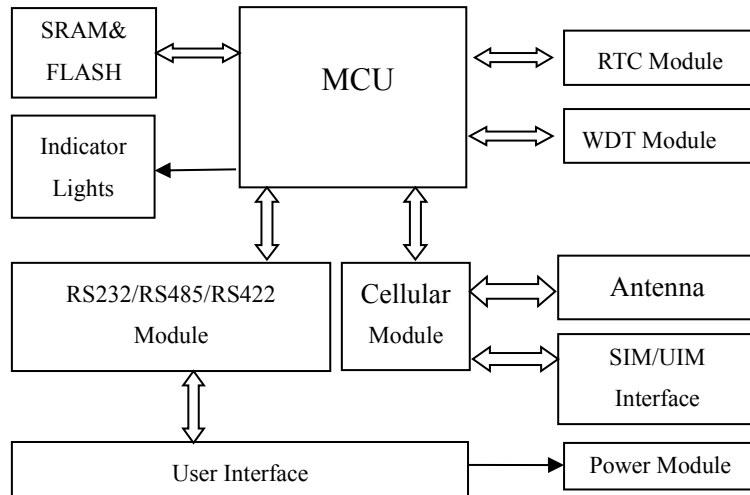 SRAM&
FLASH
MCU
RTC Module
WDT Module
Indicator
Lights
RS232/RS485/RS422
Module
Cellular
Module
Antenna
SIM/UIM
Interface
User Interface
Power Module